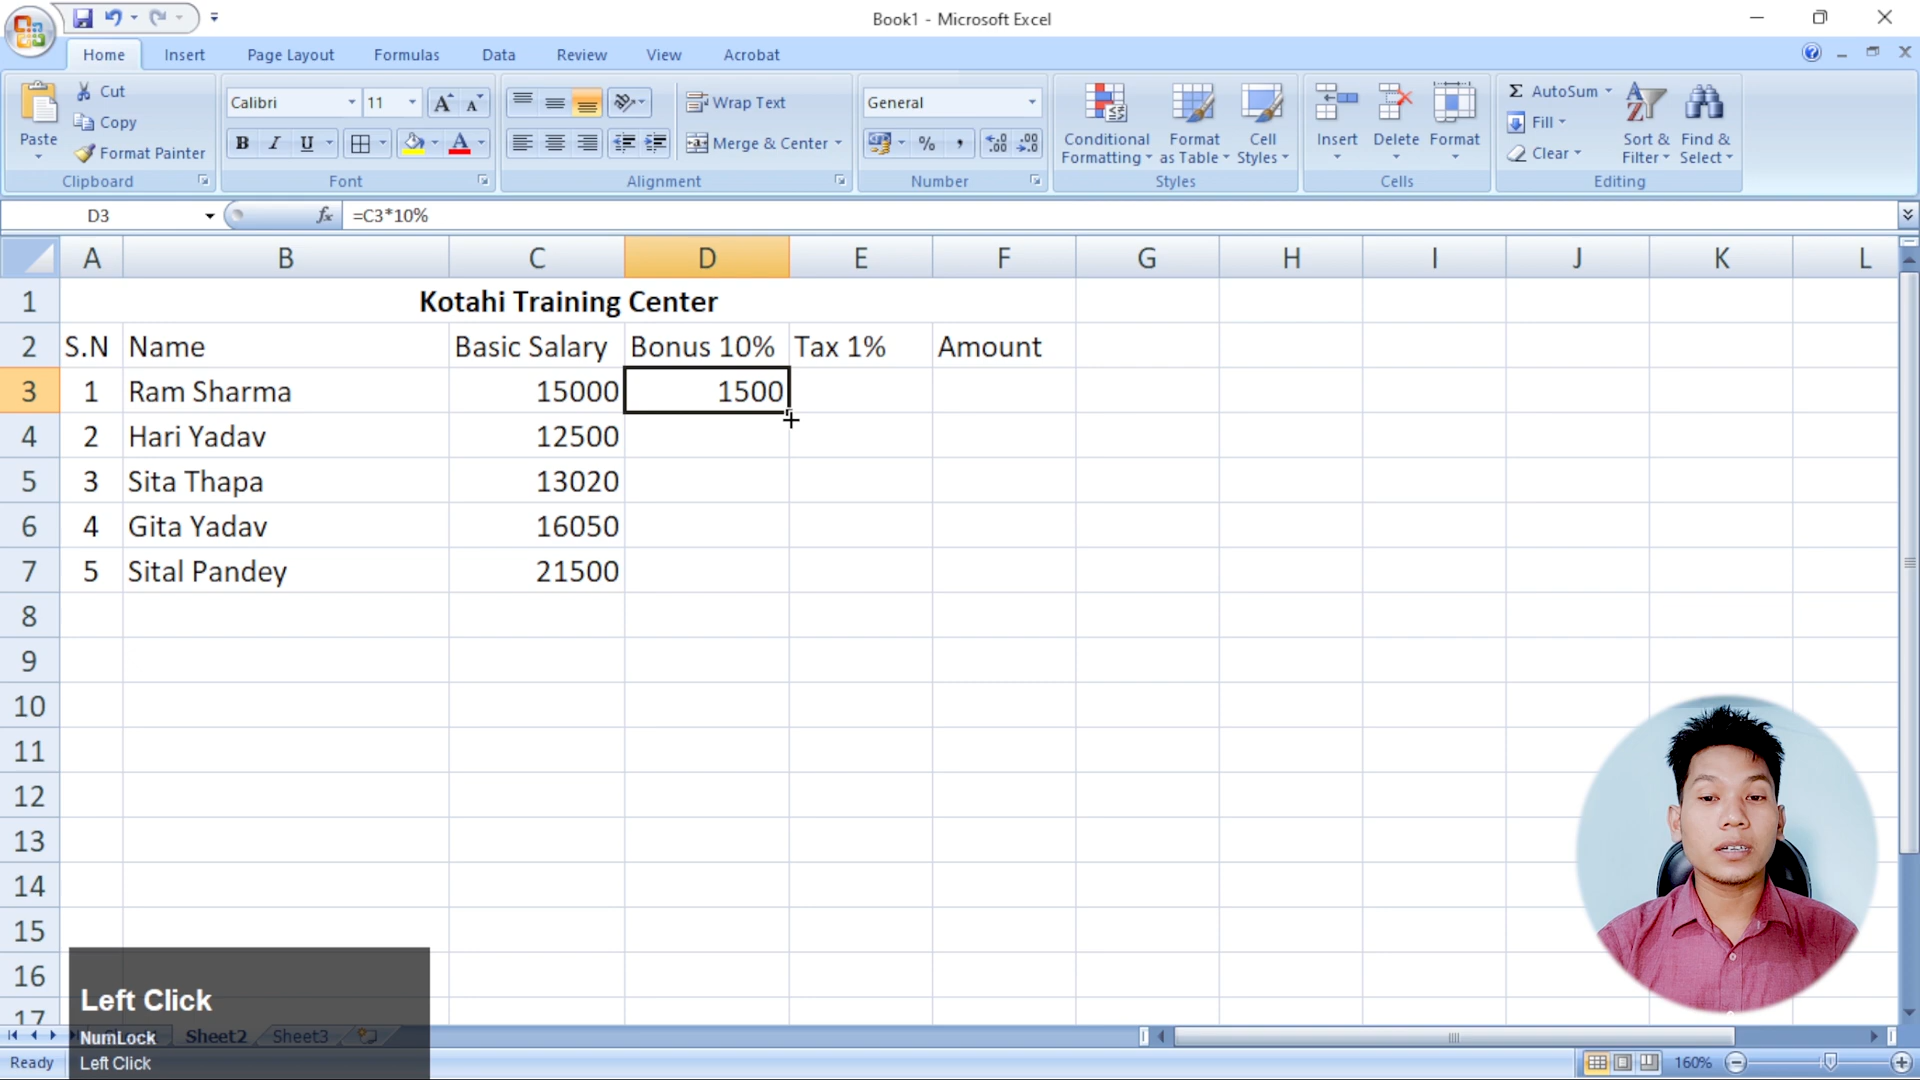 Book1 - Microsoft Excel
Home Insert Page Layout Formulas Data Review View Acrobat
Paste
Cut
Copy
Format Painter
Clipboard
Calibri 11
B I U
Font
Wrap Text
Merge & Center
Alignment
General
Number
Conditional Formatting
Format as Table
Cell Styles
Styles
Insert Delete Format
Cells
AutoSum
Fill
Clear
Sort & Filter
Find & Select
Editing
D3 fx =C3*10%
A B C D E F G H I J K L
1 Kotahi Training Center
2 S.N Name Basic Salary Bonus 10% Tax 1% Amount
3 1 Ram Sharma 15000 1500
4 2 Hari Yadav 12500
5 3 Sita Thapa 13020
6 4 Gita Yadav 16050
7 5 Sital Pandey 21500
8
9
10
11
12
13
14
15
16
17
Left Click
NumLock
Left Click
Sheet2 Sheet3
Ready 160%